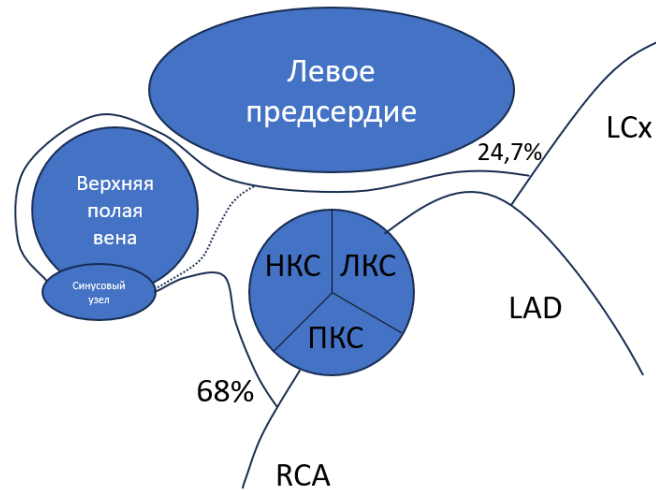 Левое
предсердие
LCx
24,7%
Верхняя
полая
вена
Синусовый
узел
НКС
ЛКС
ПКС
LAD
68%
RCA